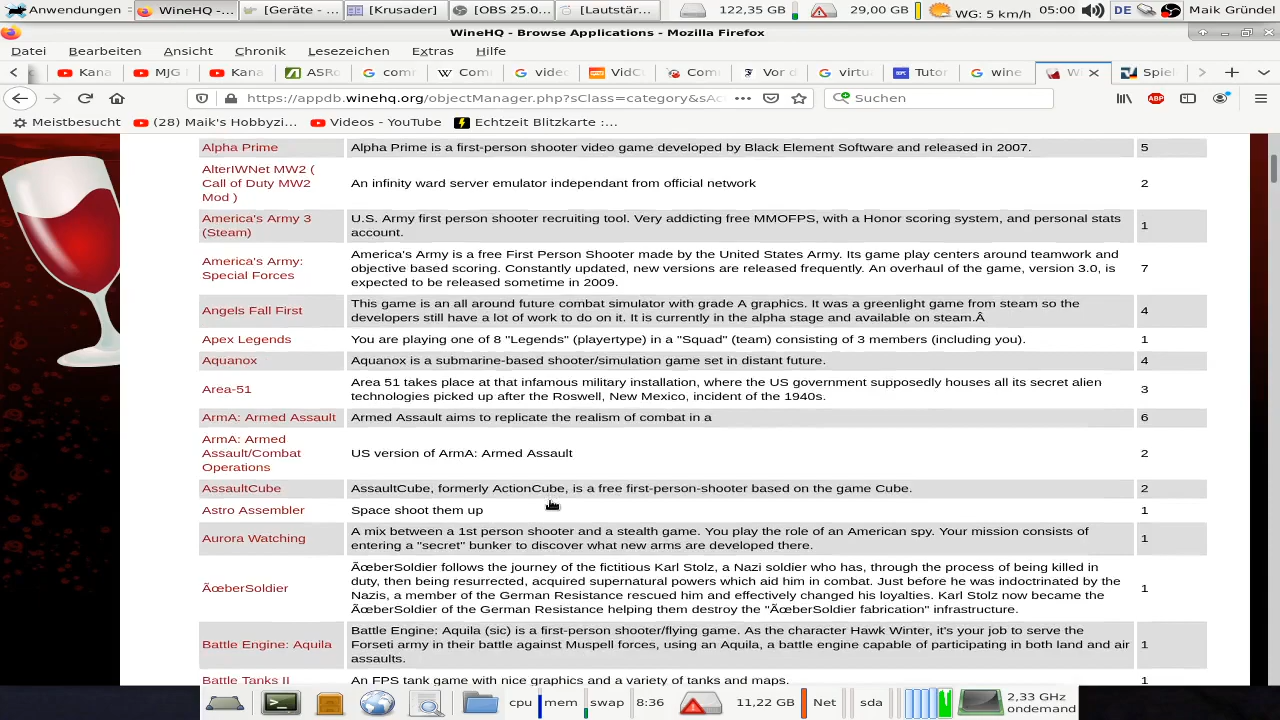 Anwendungen WineHQ -... [Geräte - ... [Krusader] [OBS 25.0... [Lautstär... 122,35 GB 29,00 GB WG: 5 km/h 05:00 DE Maik Gründel
WineHQ - Browse Applications - Mozilla Firefox
Datei Bearbeiten Ansicht Chronik Lesezeichen Extras Hilfe
Kana MJG Kana ASR com Com video VidC Com Vor d virtu Tutor wine Wi Spiel
https://appdb.winehq.org/objectManager.php?sClass=category&sAc Suchen ABP
Meistbesucht (28) Maik's Hobbyzi... Videos - YouTube Echtzeit Blitzkarte :...
Alpha Prime Alpha Prime is a first-person shooter video game developed by Black Element Software and released in 2007. 5
AlterIWNet MW2 (
Call of Duty MW2
Mod )
An infinity ward server emulator independant from official network 2
America's Army 3
(Steam)
U.S. Army first person shooter recruiting tool. Very addicting free MMOFPS, with a Honor scoring system, and personal stats
account.
1
America's Army:
Special Forces
America's Army is a free First Person Shooter made by the United States Army. Its game play centers around teamwork and
objective based scoring. Constantly updated, new versions are released frequently. An overhaul of the game, version 3.0, is
expected to be released sometime in 2009.
7
Angels Fall First
This game is an all around future combat simulator with grade A graphics. It was a greenlight game from steam so the
developers still have a lot of work to do on it. It is currently in the alpha stage and available on steam.Â
4
Apex Legends You are playing one of 8 "Legends" (playertype) in a "Squad" (team) consisting of 3 members (including you). 1
Aquanox Aquanox is a submarine-based shooter/simulation game set in distant future. 4
Area-51
Area 51 takes place at that infamous military installation, where the US government supposedly houses all its secret alien
technologies picked up after the Roswell, New Mexico, incident of the 1940s.
3
ArmA: Armed Assault Armed Assault aims to replicate the realism of combat in a 6
ArmA: Armed
Assault/Combat
Operations
US version of ArmA: Armed Assault 2
AssaultCube AssaultCube, formerly ActionCube, is a free first-person-shooter based on the game Cube. 2
Astro Assembler Space shoot them up 1
Aurora Watching
A mix between a 1st person shooter and a stealth game. You play the role of an American spy. Your mission consists of
entering a "secret" bunker to discover what new arms are developed there.
1
ÃœberSoldier
ÃœberSoldier follows the journey of the fictitious Karl Stolz, a Nazi soldier who has, through the process of being killed in
duty, then being resurrected, acquired supernatural powers which aid him in combat. Just before he was indoctrinated by the
Nazis, a member of the German Resistance rescued him and effectively changed his loyalties. Karl Stolz now became the
ÃœberSoldier of the German Resistance helping them destroy the "ÃœberSoldier fabrication" infrastructure.
1
Battle Engine: Aquila
Battle Engine: Aquila (sic) is a first-person shooter/flying game. As the character Hawk Winter, it's your job to serve the
Forseti army in their battle against Muspell forces, using an Aquila, a battle engine capable of participating in both land and air
assaults.
1
Battle Tanks II An FPS tank game with nice graphics and a variety of tanks and maps. 1
cpu mem swap 8:36 11,22 GB Net sda 2,33 GHz
ondemand